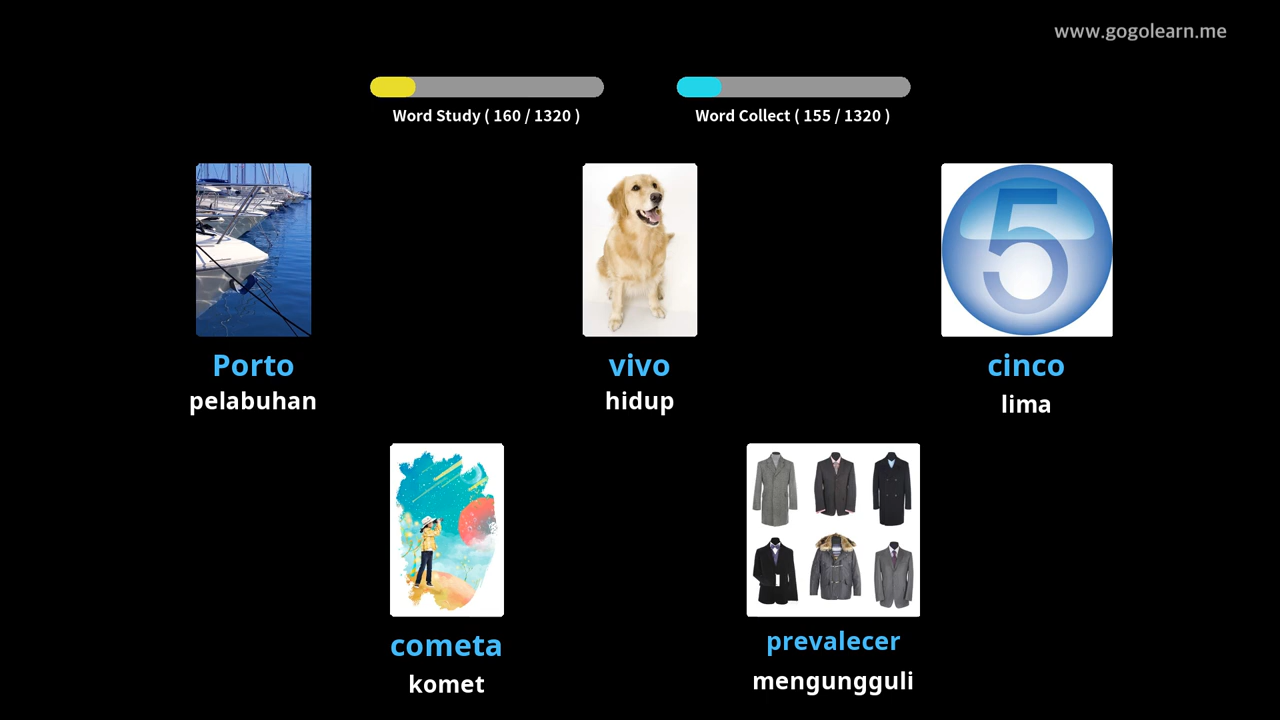 www.gogolearn.me
Word Study ( 160 / 1320 )
Word Collect ( 155 / 1320 )
5
Porto
pelabuhan
vivo
hidup
cinco
lima
cometa
komet
prevalecer
mengungguli